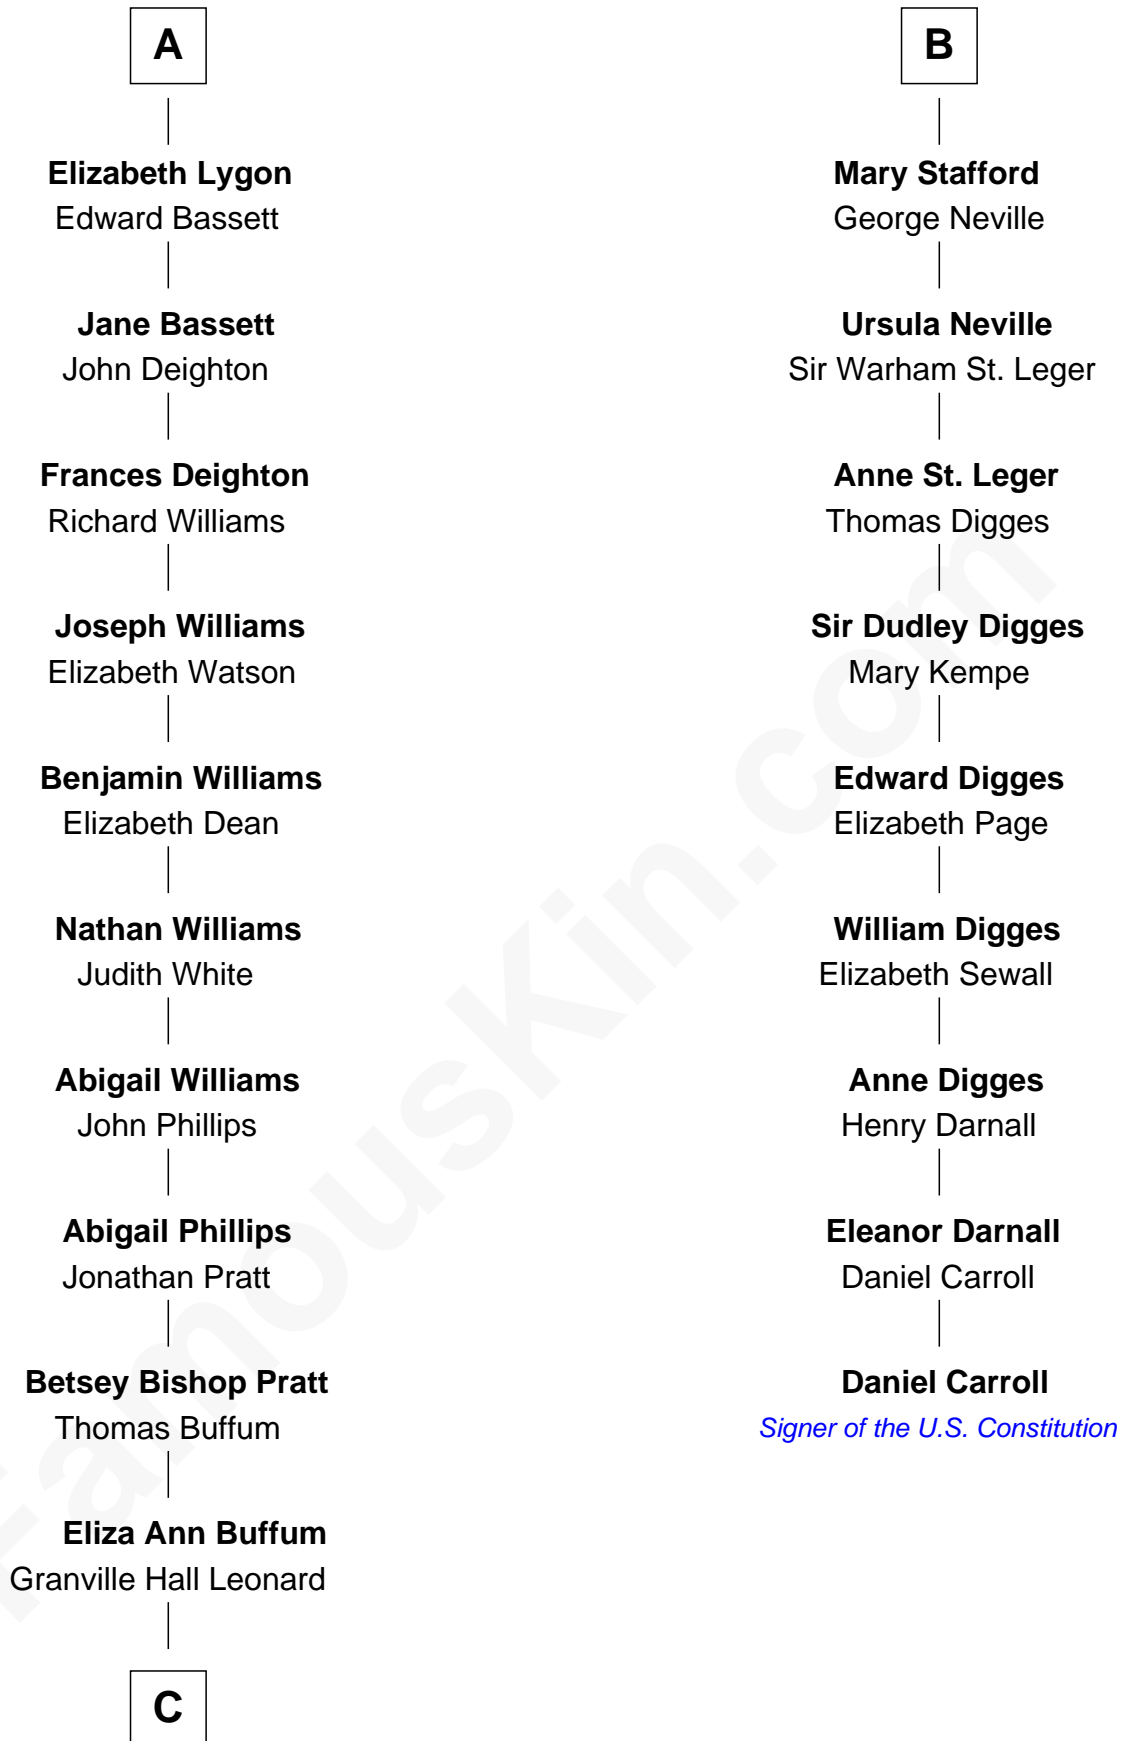 A
Elizabeth Lygon
Edward Bassett
Jane Bassett
John Deighton
Frances Deighton
Richard Williams
Joseph Williams
Elizabeth Watson
Benjamin Williams
Elizabeth Dean
Nathan Williams
Judith White
Abigail Williams
John Phillips
Abigail Phillips
Jonathan Pratt
Betsey Bishop Pratt
Thomas Buffum
Eliza Ann Buffum
Granville Hall Leonard
C
B
Mary Stafford
George Neville
Ursula Neville
Sir Warham St. Leger
Anne St. Leger
Thomas Digges
Sir Dudley Digges
Mary Kempe
Edward Digges
Elizabeth Page
William Digges
Elizabeth Sewall
Anne Digges
Henry Darnall
Eleanor Darnall
Daniel Carroll
Daniel Carroll
Signer of the U.S. Constitution
FamousKin.com